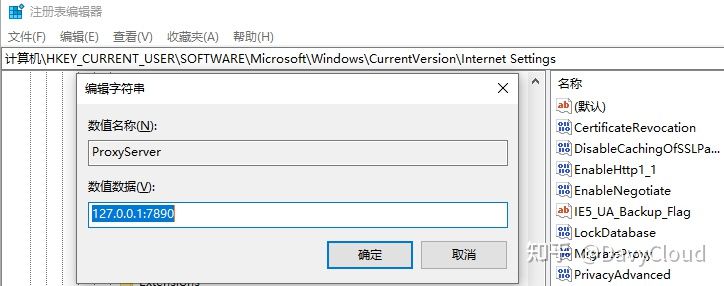 注册表编辑器
文件(F) 编辑(E) 查看(V) 收藏夹(A) 帮助(H)
计算机\HKEY_CURRENT_USER\SOFTWARE\Microsoft\Windows\CurrentVersion\Internet Settings
编辑字符串
数值名称(N):
ProxyServer
数值数据(V):
127.0.0.1:7890
确定 取消
Extensions
名称
(默认)
CertificateRevocation
DisableCachingOfSSLPa...
EnableHttp1_1
EnableNegotiate
IE5_UA_Backup_Flag
LockDatabase
MigrateProxy
PrivacyAdvanced
知乎 @DavyCloud